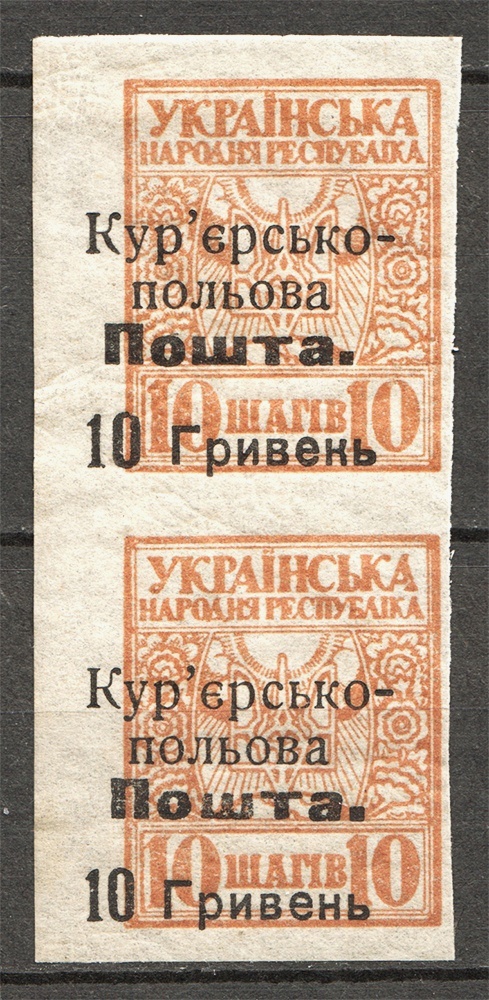 УКРАЇНСЬКА
НАРОДНЯ РЕСПУБЛІКА
Кур'єрсько-
польова
Пошта.
10 ШАГІВ 10
10 Гривень
УКРАЇНСЬКА
НАРОДНЯ РЕСПУБЛІКА
Кур'єрсько-
польова
Пошта.
10 ШАГІВ 10
10 Гривень